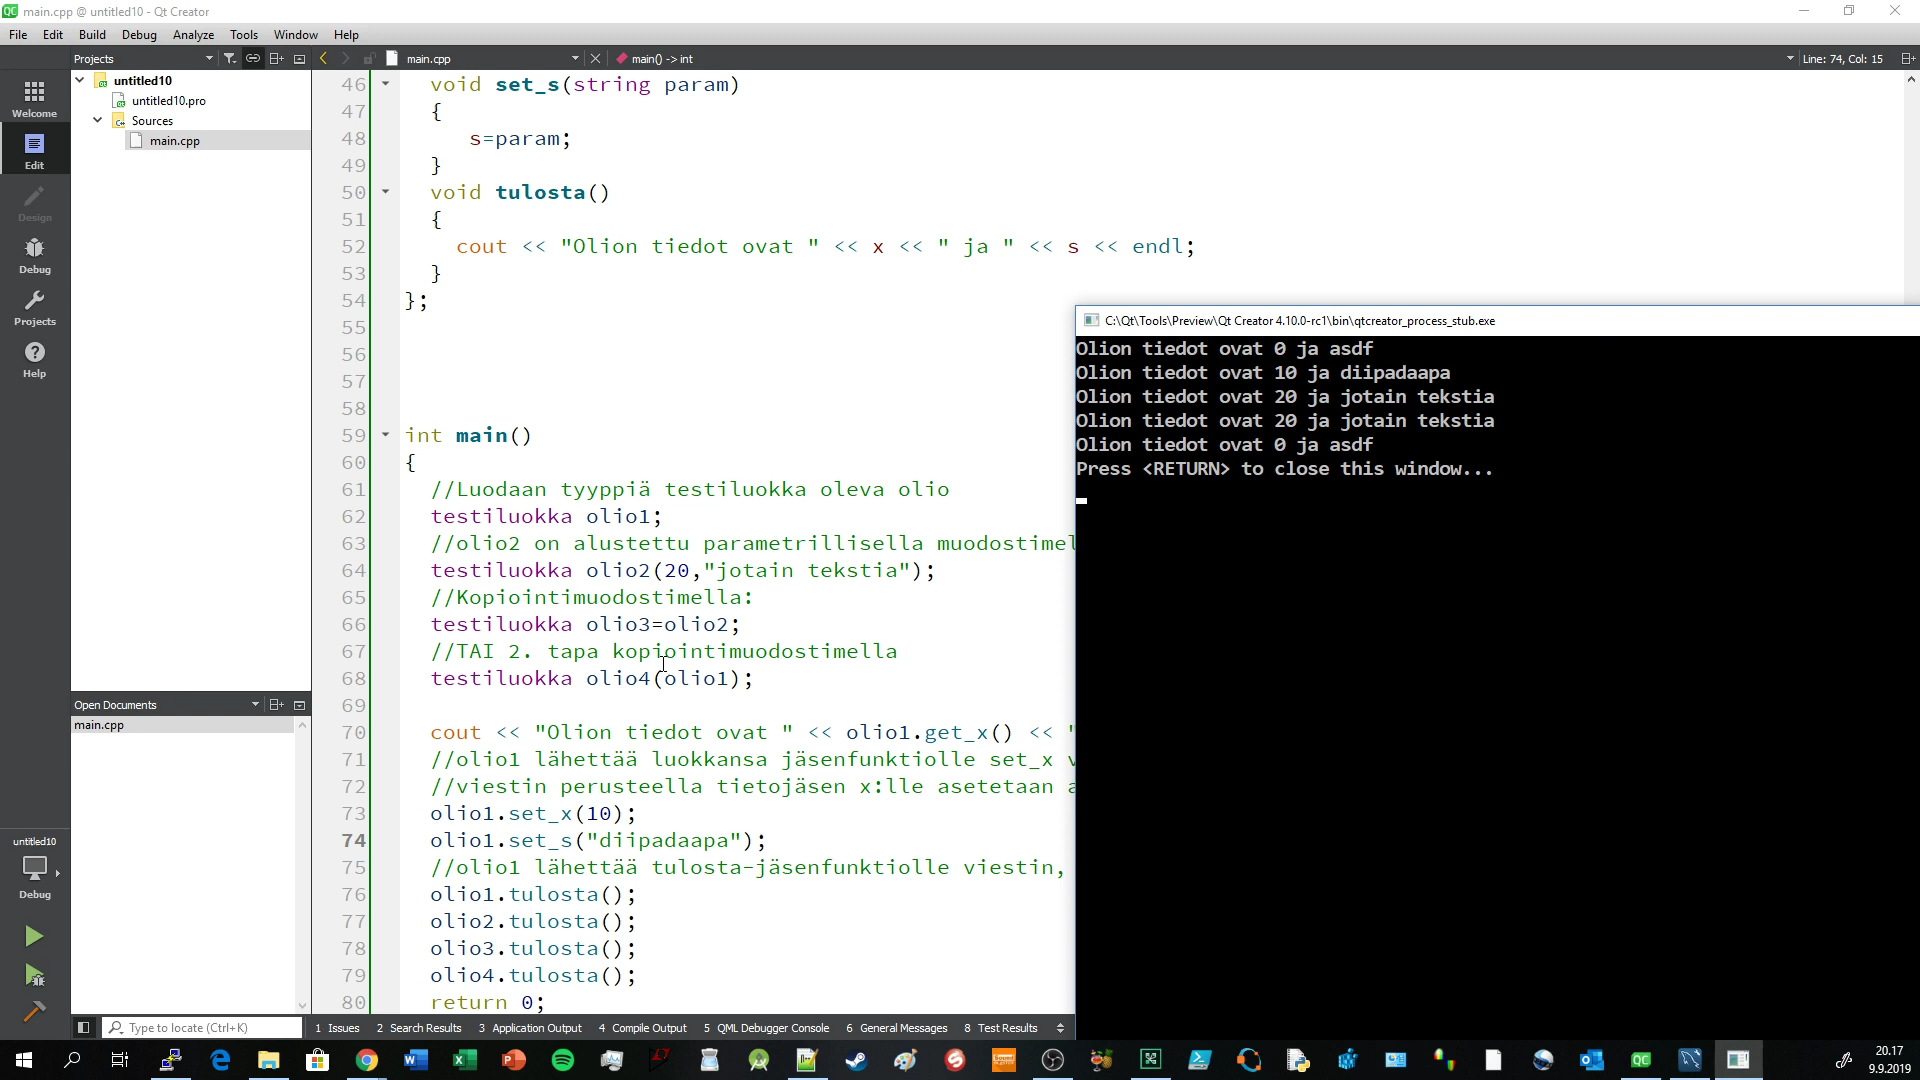 main.cpp @ untitled10 - Qt Creator
File Edit Build Debug Analyze Tools Window Help
Projects
main.cpp
main() -> int
Line: 74, Col: 15
Welcome
Edit
Design
Debug
Projects
Help
untitled10
untitled10.pro
Sources
main.cpp
Open Documents
main.cpp
46 void set_s(string param)
47 {
48 s=param;
49 }
50 void tulosta()
51 {
52 cout << "Olion tiedot ovat " << x << " ja " << s << endl;
53 }
54 };
55
56
57
58
59 int main()
60 {
61 //Luodaan tyyppiä testiluokka oleva olio
62 testiluokka olio1;
63 //olio2 on alustettu parametrillisella muodostimel
64 testiluokka olio2(20,"jotain tekstia");
65 //Kopiointimuodostimella:
66 testiluokka olio3=olio2;
67 //TAI 2. tapa kopiointimuodostimella
68 testiluokka olio4(olio1);
69
70 cout << "Olion tiedot ovat " << olio1.get_x() << "
71 //olio1 lähettää luokkansa jäsenfunktiolle set_x v
72 //viestin perusteella tietojäsen x:lle asetetaan a
73 olio1.set_x(10);
74 olio1.set_s("diipadaapa");
75 //olio1 lähettää tulosta-jäsenfunktiolle viestin,
76 olio1.tulosta();
77 olio2.tulosta();
78 olio3.tulosta();
79 olio4.tulosta();
80 return 0;
C:\Qt\Tools\Preview\Qt Creator 4.10.0-rc1\bin\qtcreator_process_stub.exe
Olion tiedot ovat 0 ja asdf
Olion tiedot ovat 10 ja diipadaapa
Olion tiedot ovat 20 ja jotain tekstia
Olion tiedot ovat 20 ja jotain tekstia
Olion tiedot ovat 0 ja asdf
Press <RETURN> to close this window...
untitled10
Debug
Type to locate (Ctrl+K)
1 Issues 2 Search Results 3 Application Output 4 Compile Output 5 QML Debugger Console 6 General Messages 8 Test Results
20.17
9.9.2019